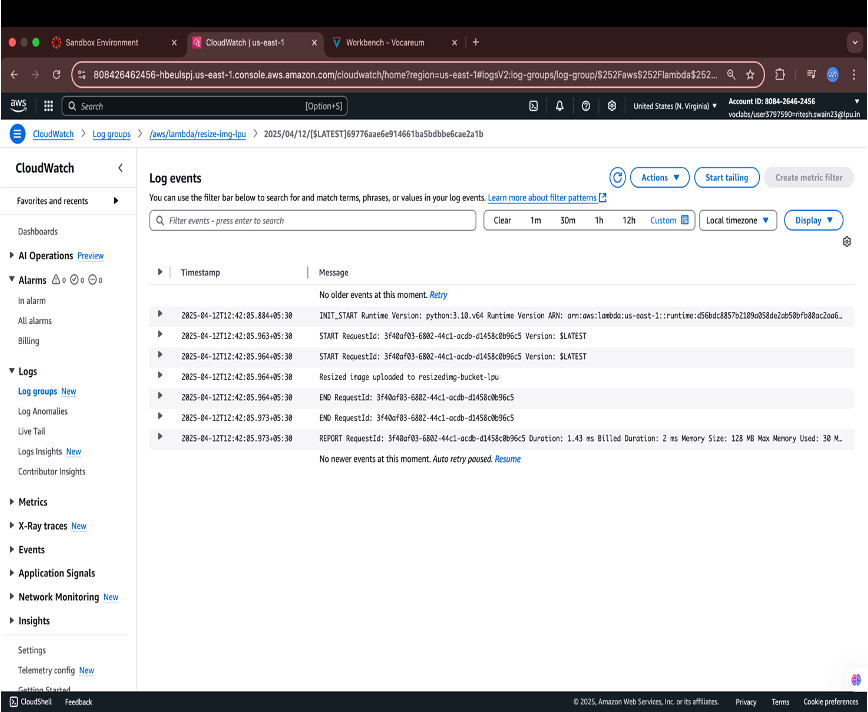 Sandbox Environment
CloudWatch | us-east-1
Workbench - Vocareum
808426462456-hbeulspj.us-east-1.console.aws.amazon.com/cloudwatch/home?region=us-east-1#logsV2:log-groups/log-group/$252Faws$252Flambda$252...
aws
Search [Option+S]
United States (N. Virginia)
Account ID: 8084-2646-2456
voclabs/user3797590=ritesh.swain23@lpu.in
CloudWatch
Log groups
/aws/lambda/resize-img-lpu
2025/04/12/[$LATEST]69776aae6e914661ba5bdbbe6cae2a1b
CloudWatch
Favorites and recents
Dashboards
AI Operations Preview
Alarms 0 0 0
In alarm
All alarms
Billing
Logs
Log groups New
Log Anomalies
Live Tail
Logs Insights New
Contributor Insights
Metrics
X-Ray traces New
Events
Application Signals
Network Monitoring New
Insights
Settings
Telemetry config New
Getting Started
Log events
Actions
Start tailing
Create metric filter
You can use the filter bar below to search for and match terms, phrases, or values in your log events. Learn more about filter patterns
Filter events - press enter to search
Clear 1m 30m 1h 12h Custom
Local timezone
Display
Timestamp Message
No older events at this moment. Retry
2025-04-12T12:42:05.884+05:30 INIT_START Runtime Version: python:3.10.v64 Runtime Version ARN: arn:aws:lambda:us-east-1::runtime:d56bdc8857b2109a058de2ab50bfb80ac2aa6…
2025-04-12T12:42:05.963+05:30 START RequestId: 3f40af03-6802-44c1-acdb-d1458c0b96c5 Version: $LATEST
2025-04-12T12:42:05.964+05:30 START RequestId: 3f40af03-6802-44c1-acdb-d1458c0b96c5 Version: $LATEST
2025-04-12T12:42:05.964+05:30 Resized image uploaded to resizedimg-bucket-lpu
2025-04-12T12:42:05.964+05:30 END RequestId: 3f40af03-6802-44c1-acdb-d1458c0b96c5
2025-04-12T12:42:05.973+05:30 END RequestId: 3f40af03-6802-44c1-acdb-d1458c0b96c5
2025-04-12T12:42:05.973+05:30 REPORT RequestId: 3f40af03-6802-44c1-acdb-d1458c0b96c5 Duration: 1.43 ms Billed Duration: 2 ms Memory Size: 128 MB Max Memory Used: 30 M…
No newer events at this moment. Auto retry paused. Resume
CloudShell Feedback
© 2025, Amazon Web Services, Inc. or its affiliates. Privacy Terms Cookie preferences